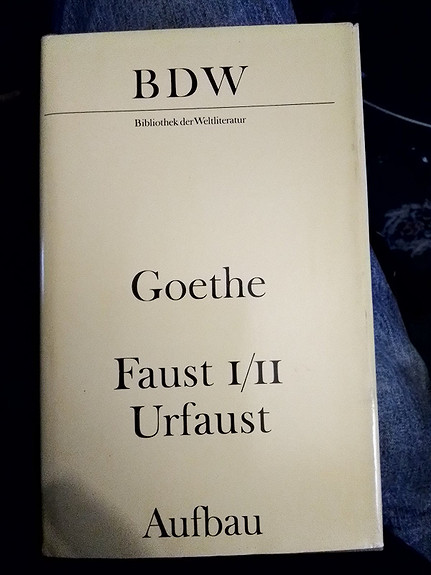 BDW
Bibliothek der Weltliteratur
Goethe
Faust I/II
Urfaust
Aufbau